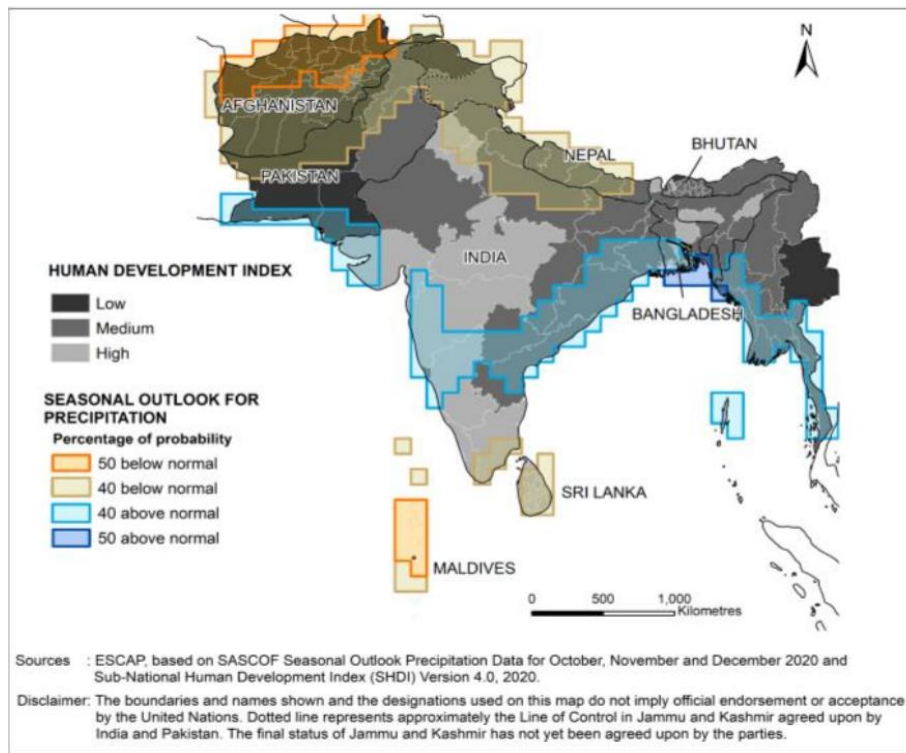 N
AFGHANISTAN
NEPAL
BHUTAN
PAKISTAN
INDIA
BANGLADESH
SRI LANKA
MALDIVES
HUMAN DEVELOPMENT INDEX
Low
Medium
High
SEASONAL OUTLOOK FOR
PRECIPITATION
Percentage of probability
50 below normal
40 below normal
40 above normal
50 above normal
0 500 1,000
Kilometres
Sources : ESCAP, based on SASCOF Seasonal Outlook Precipitation Data for October, November and December 2020 and
Sub-National Human Development Index (SHDI) Version 4.0, 2020.
Disclaimer: The boundaries and names shown and the designations used on this map do not imply official endorsement or acceptance
by the United Nations. Dotted line represents approximately the Line of Control in Jammu and Kashmir agreed upon by
India and Pakistan. The final status of Jammu and Kashmir has not yet been agreed upon by the parties.